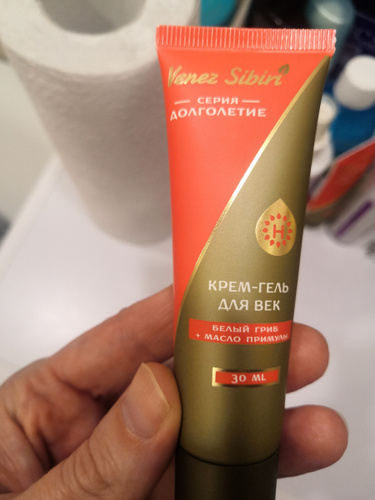 Venez Sibiri
СЕРИЯ
ДОЛГОЛЕТИЕ
Н
КРЕМ-ГЕЛЬ
ДЛЯ ВЕК
БЕЛЫЙ ГРИБ
+ МАСЛО ПРИМУЛЫ
30 ML